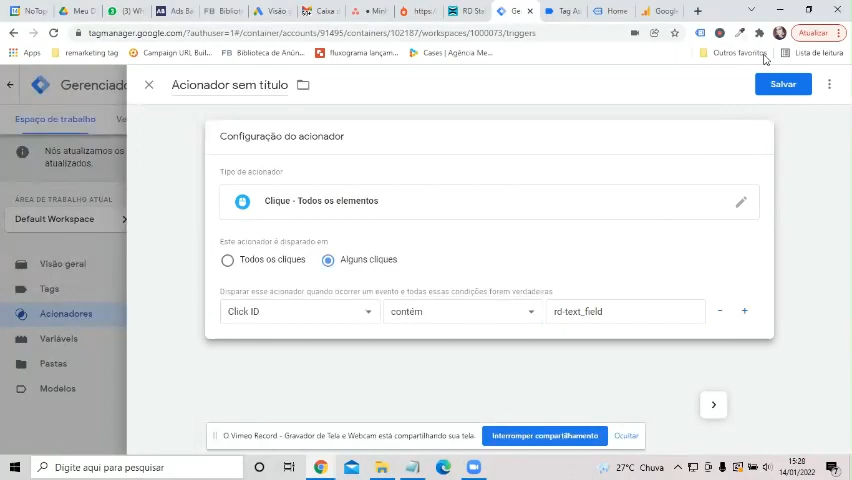 NoTop
Meu D
(3) Wh
Ads Ba
Bibliote
Visão g
Caixa d
Mini
https:/
RD Sta
Ge
Tag As
Home
Google
tagmanager.google.com/?authuser=1#/container/accounts/91495/containers/102187/workspaces/1000073/triggers
Atualizar
Apps
remarketing tag
Campaign URL Buil...
FB Biblioteca de Anún...
fluxograma lançam...
Cases | Agência Me...
Outros favoritos
Lista de leitura
Gerenciado
Acionador sem título
Salvar
Espaço de trabalho
Ve
Nós atualizamos os
atualizados.
ÁREA DE TRABALHO ATUAL
Default Workspace
Visão geral
Tags
Acionadores
Variáveis
Pastas
Modelos
Configuração do acionador
Tipo de acionador
Clique - Todos os elementos
Este acionador é disparado em
Todos os cliques
Alguns cliques
Disparar esse acionador quando ocorrer um evento e todas essas condições forem verdadeiras
Click ID
contém
rd-text_field
- +
O Vimeo Record - Gravador de Tela e Webcam está compartilhando sua tela.
Interromper compartilhamento
Ocultar
Digite aqui para pesquisar
27°C Chuva
15:28
14/01/2022